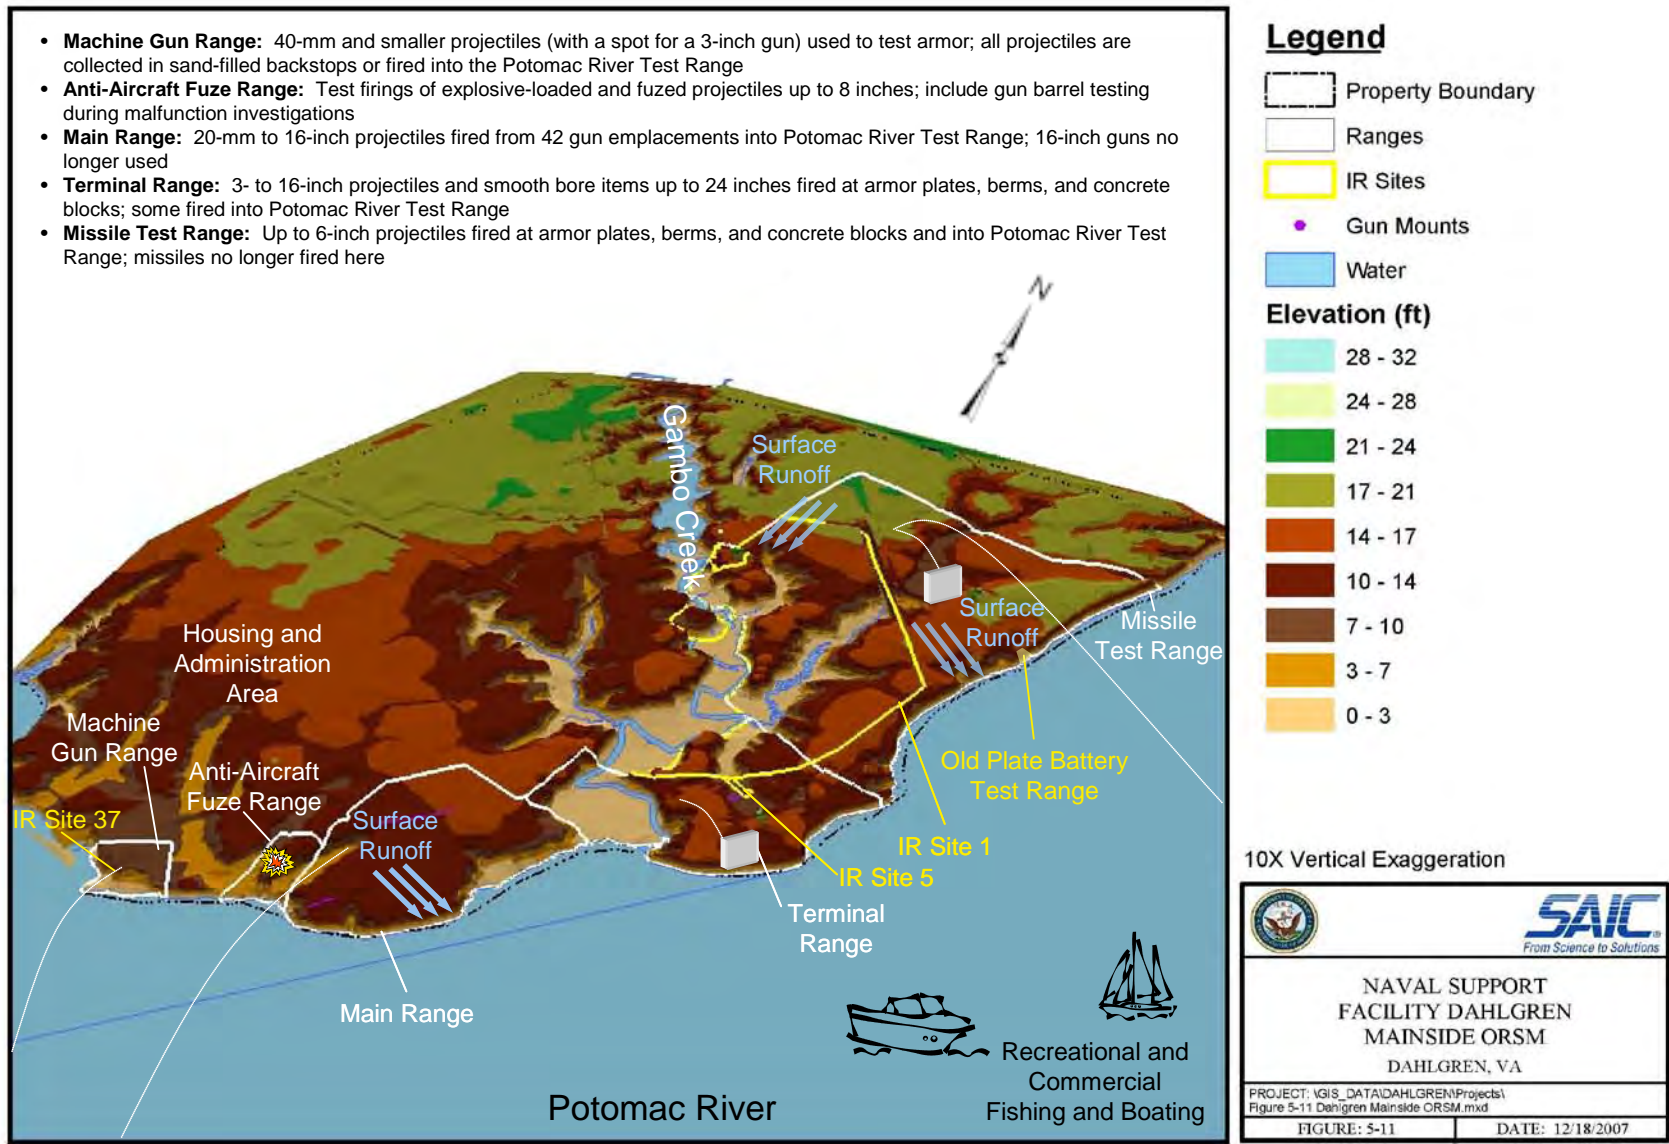 • Machine Gun Range: 40-mm and smaller projectiles (with a spot for a 3-inch gun) used to test armor; all projectiles are
collected in sand-filled backstops or fired into the Potomac River Test Range
• Anti-Aircraft Fuze Range: Test firings of explosive-loaded and fuzed projectiles up to 8 inches; include gun barrel testing
during malfunction investigations
• Main Range: 20-mm to 16-inch projectiles fired from 42 gun emplacements into Potomac River Test Range; 16-inch guns no
longer used
• Terminal Range: 3- to 16-inch projectiles and smooth bore items up to 24 inches fired at armor plates, berms, and concrete
blocks; some fired into Potomac River Test Range
• Missile Test Range: Up to 6-inch projectiles fired at armor plates, berms, and concrete blocks and into Potomac River Test
Range; missiles no longer fired here
N
Gambo Creek
Surface
Runoff
Surface
Runoff
Missile
Test Range
Housing and
Administration
Area
Machine
Gun Range
Anti-Aircraft
Fuze Range
IR Site 37
Surface
Runoff
Old Plate Battery
Test Range
IR Site 1
IR Site 5
Terminal
Range
Main Range
Recreational and
Commercial
Fishing and Boating
Potomac River
Legend
Property Boundary
Ranges
IR Sites
Gun Mounts
Water
Elevation (ft)
28 - 32
24 - 28
21 - 24
17 - 21
14 - 17
10 - 14
7 - 10
3 - 7
0 - 3
10X Vertical Exaggeration
SAIC
From Science to Solutions
NAVAL SUPPORT
FACILITY DAHLGREN
MAINSIDE ORSM
DAHLGREN, VA
PROJECT: \GIS_DATA\DAHLGREN\Projects\
Figure 5-11 Dahlgren Mainside ORSM.mxd
FIGURE: 5-11
DATE: 12/18/2007